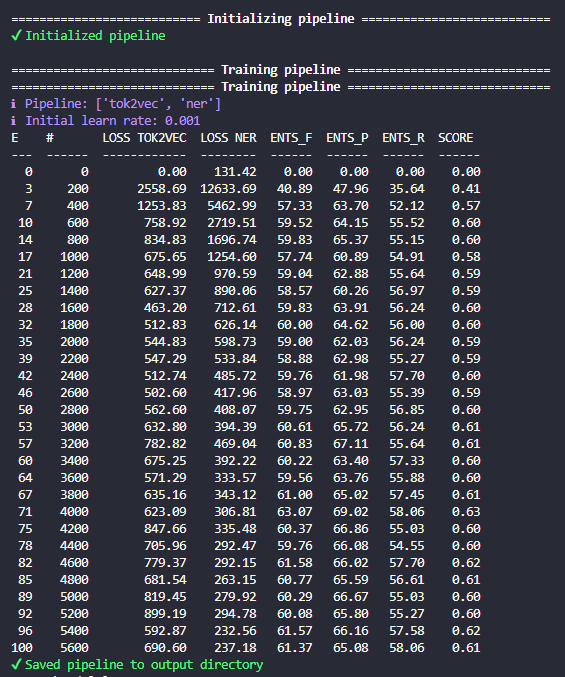 =========================== Initializing pipeline ===========================
✔ Initialized pipeline
============================= Training pipeline =============================
============================= Training pipeline =============================
ℹ Pipeline: ['tok2vec', 'ner']
ℹ Initial learn rate: 0.001
E    #       LOSS TOK2VEC  LOSS NER  ENTS_F  ENTS_P  ENTS_R  SCORE
---  ------  ------------  --------  ------  ------  ------  ------
  0       0          0.00    131.42    0.00    0.00    0.00    0.00
  3     200       2558.69  12633.69   40.89   47.96   35.64    0.41
  7     400       1253.83   5462.99   57.33   63.70   52.12    0.57
 10     600        758.92   2719.51   59.52   64.15   55.52    0.60
 14     800        834.83   1696.74   59.83   65.37   55.15    0.60
 17    1000        675.65   1254.60   57.74   60.89   54.91    0.58
 21    1200        648.99    970.59   59.04   62.88   55.64    0.59
 25    1400        627.37    890.06   58.57   60.26   56.97    0.59
 28    1600        463.20    712.61   59.83   63.91   56.24    0.60
 32    1800        512.83    626.14   60.00   64.62   56.00    0.60
 35    2000        544.83    598.73   59.00   62.03   56.24    0.59
 39    2200        547.29    533.84   58.88   62.98   55.27    0.59
 42    2400        512.74    485.72   59.76   61.98   57.70    0.60
 46    2600        502.60    417.96   58.97   63.03   55.39    0.59
 50    2800        562.60    408.07   59.75   62.95   56.85    0.60
 53    3000        632.80    394.39   60.61   65.72   56.24    0.61
 57    3200        782.82    469.04   60.83   67.11   55.64    0.61
 60    3400        675.25    392.22   60.22   63.40   57.33    0.60
 64    3600        571.29    333.57   59.56   63.76   55.88    0.60
 67    3800        635.16    343.12   61.00   65.02   57.45    0.61
 71    4000        623.09    306.81   63.07   69.02   58.06    0.63
 75    4200        847.66    335.48   60.37   66.86   55.03    0.60
 78    4400        705.96    292.47   59.76   66.08   54.55    0.60
 82    4600        779.37    292.15   61.58   66.02   57.70    0.62
 85    4800        681.54    263.15   60.77   65.59   56.61    0.61
 89    5000        819.45    279.92   60.29   66.67   55.03    0.60
 92    5200        899.19    294.78   60.08   65.80   55.27    0.60
 96    5400        592.87    232.56   61.57   66.16   57.58    0.62
100    5600        690.60    237.18   61.37   65.08   58.06    0.61
✔ Saved pipeline to output directory